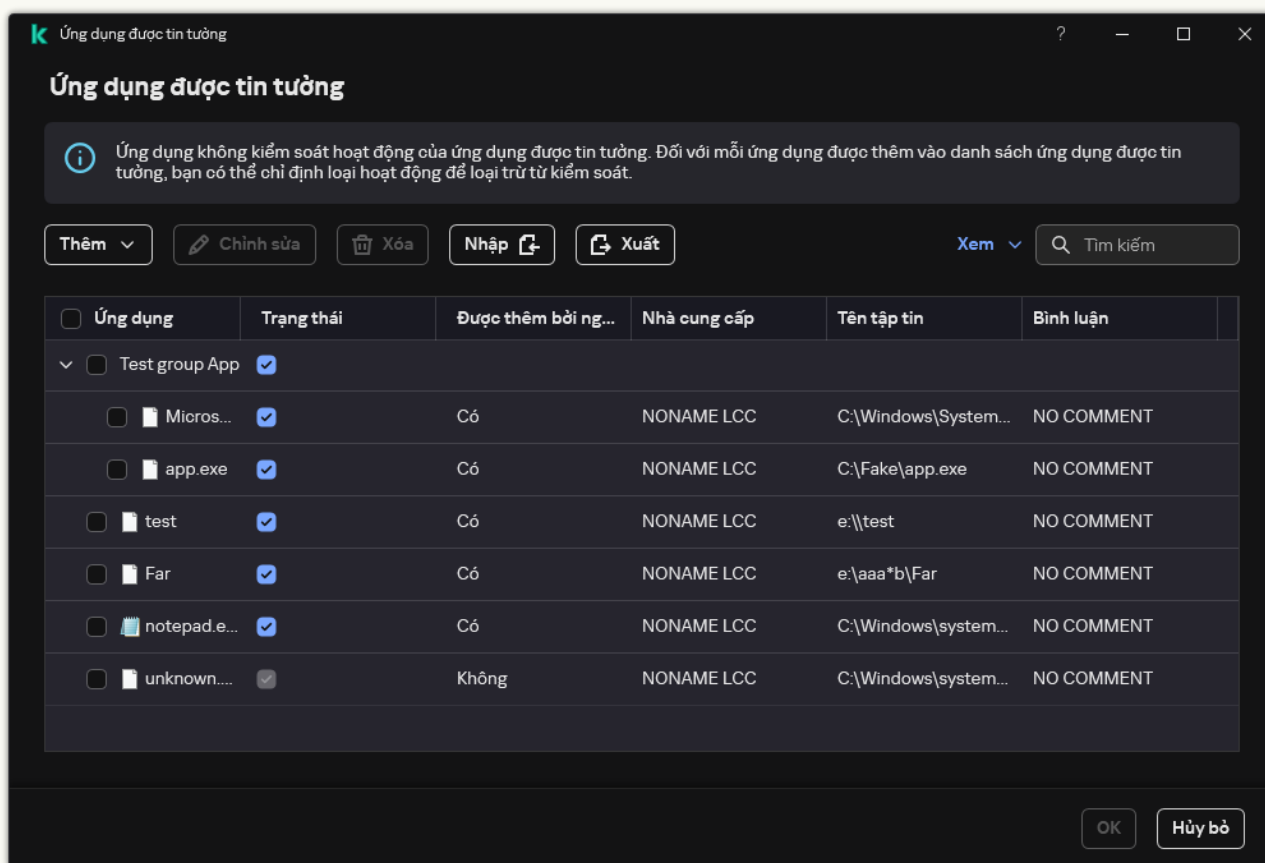 Ứng dụng được tin tưởng
?
Ứng dụng được tin tưởng
Ứng dụng không kiểm soát hoạt động của ứng dụng được tin tưởng. Đối với mỗi ứng dụng được thêm vào danh sách ứng dụng được tin
tưởng, bạn có thể chỉ định loại hoạt động để loại trừ từ kiểm soát.
Thêm Chỉnh sửa Xóa Nhập Xuất Xem Tìm kiếm
Ứng dụng Trạng thái Được thêm bởi ng... Nhà cung cấp Tên tập tin Bình luận
Test group App
Micros... Có NONAME LCC C:\Windows\System... NO COMMENT
app.exe Có NONAME LCC C:\Fake\app.exe NO COMMENT
test Có NONAME LCC e:\\test NO COMMENT
Far Có NONAME LCC e:\aaa*b\Far NO COMMENT
notepad.e... Có NONAME LCC C:\Windows\system... NO COMMENT
unknown.... Không NONAME LCC C:\Windows\system... NO COMMENT
OK Hủy bỏ